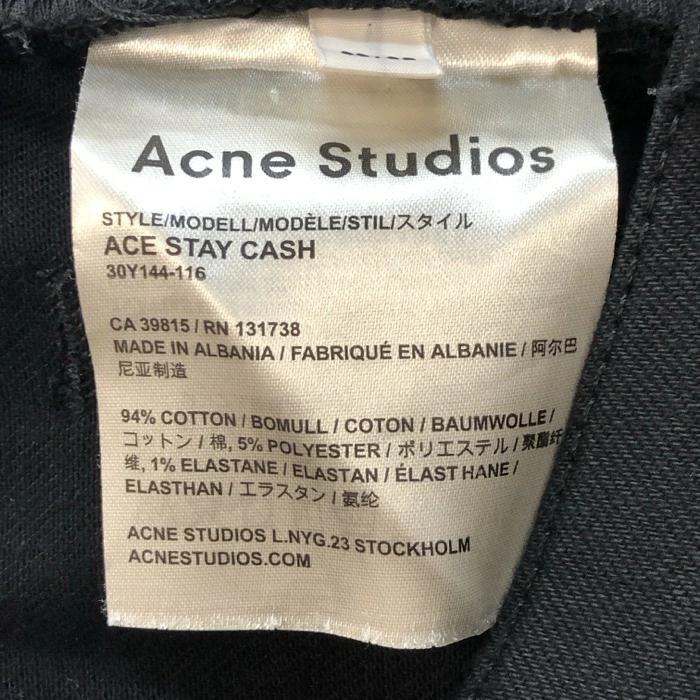 Acne Studios
STYLE/MODELL/MODÈLE/STIL/スタイル
ACE STAY CASH
30Y144-116
CA 39815 / RN 131738
MADE IN ALBANIA / FABRIQUÉ EN ALBANIE / 阿尔巴
尼亚制造
94% COTTON / BOMULL / COTON / BAUMWOLLE /
コットン / 棉, 5% POLYESTER / ポリエステル / 聚酯纤
维, 1% ELASTANE / ELASTAN / ÉLASTHANE /
ELASTHAN / エラスタン / 氨纶
ACNE STUDIOS L.NYG.23 STOCKHOLM
ACNESTUDIOS.COM